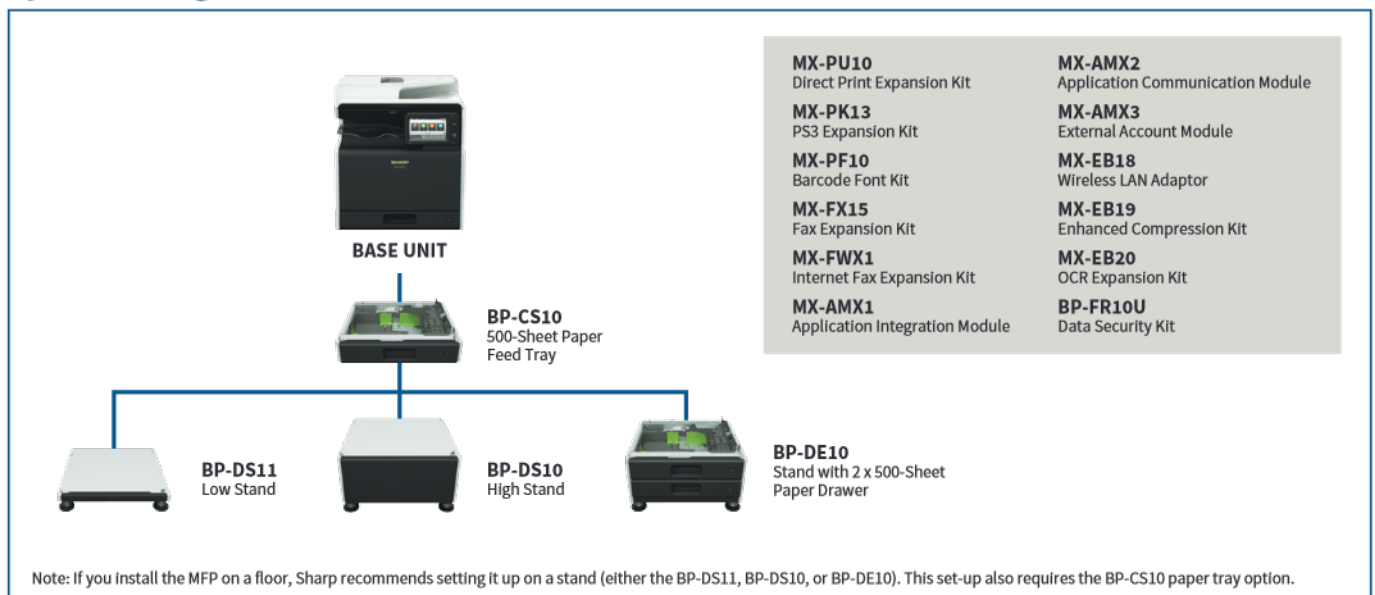 BASE UNIT
BP-CS10
500-Sheet Paper
Feed Tray
BP-DS11
Low Stand
BP-DS10
High Stand
BP-DE10
Stand with 2 x 500-Sheet
Paper Drawer
MX-PU10
Direct Print Expansion Kit
MX-PK13
PS3 Expansion Kit
MX-PF10
Barcode Font Kit
MX-FX15
Fax Expansion Kit
MX-FWX1
Internet Fax Expansion Kit
MX-AMX1
Application Integration Module
MX-AMX2
Application Communication Module
MX-AMX3
External Account Module
MX-EB18
Wireless LAN Adaptor
MX-EB19
Enhanced Compression Kit
MX-EB20
OCR Expansion Kit
BP-FR10U
Data Security Kit
Note: If you install the MFP on a floor, Sharp recommends setting it up on a stand (either the BP-DS11, BP-DS10, or BP-DE10). This set-up also requires the BP-CS10 paper tray option.